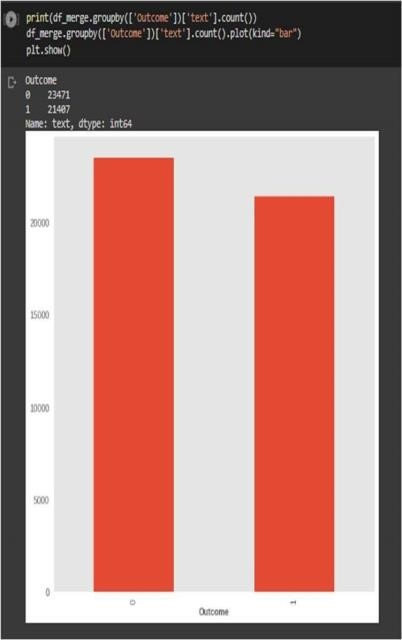 print(df_merge.groupby(['Outcome'])['text'].count())
df_merge.groupby(['Outcome'])['text'].count().plot(kind="bar")
plt.show()
Outcome
0 23471
1 21407
Name: text, dtype: int64
20000
15000
10000
5000
0
0 1
Outcome